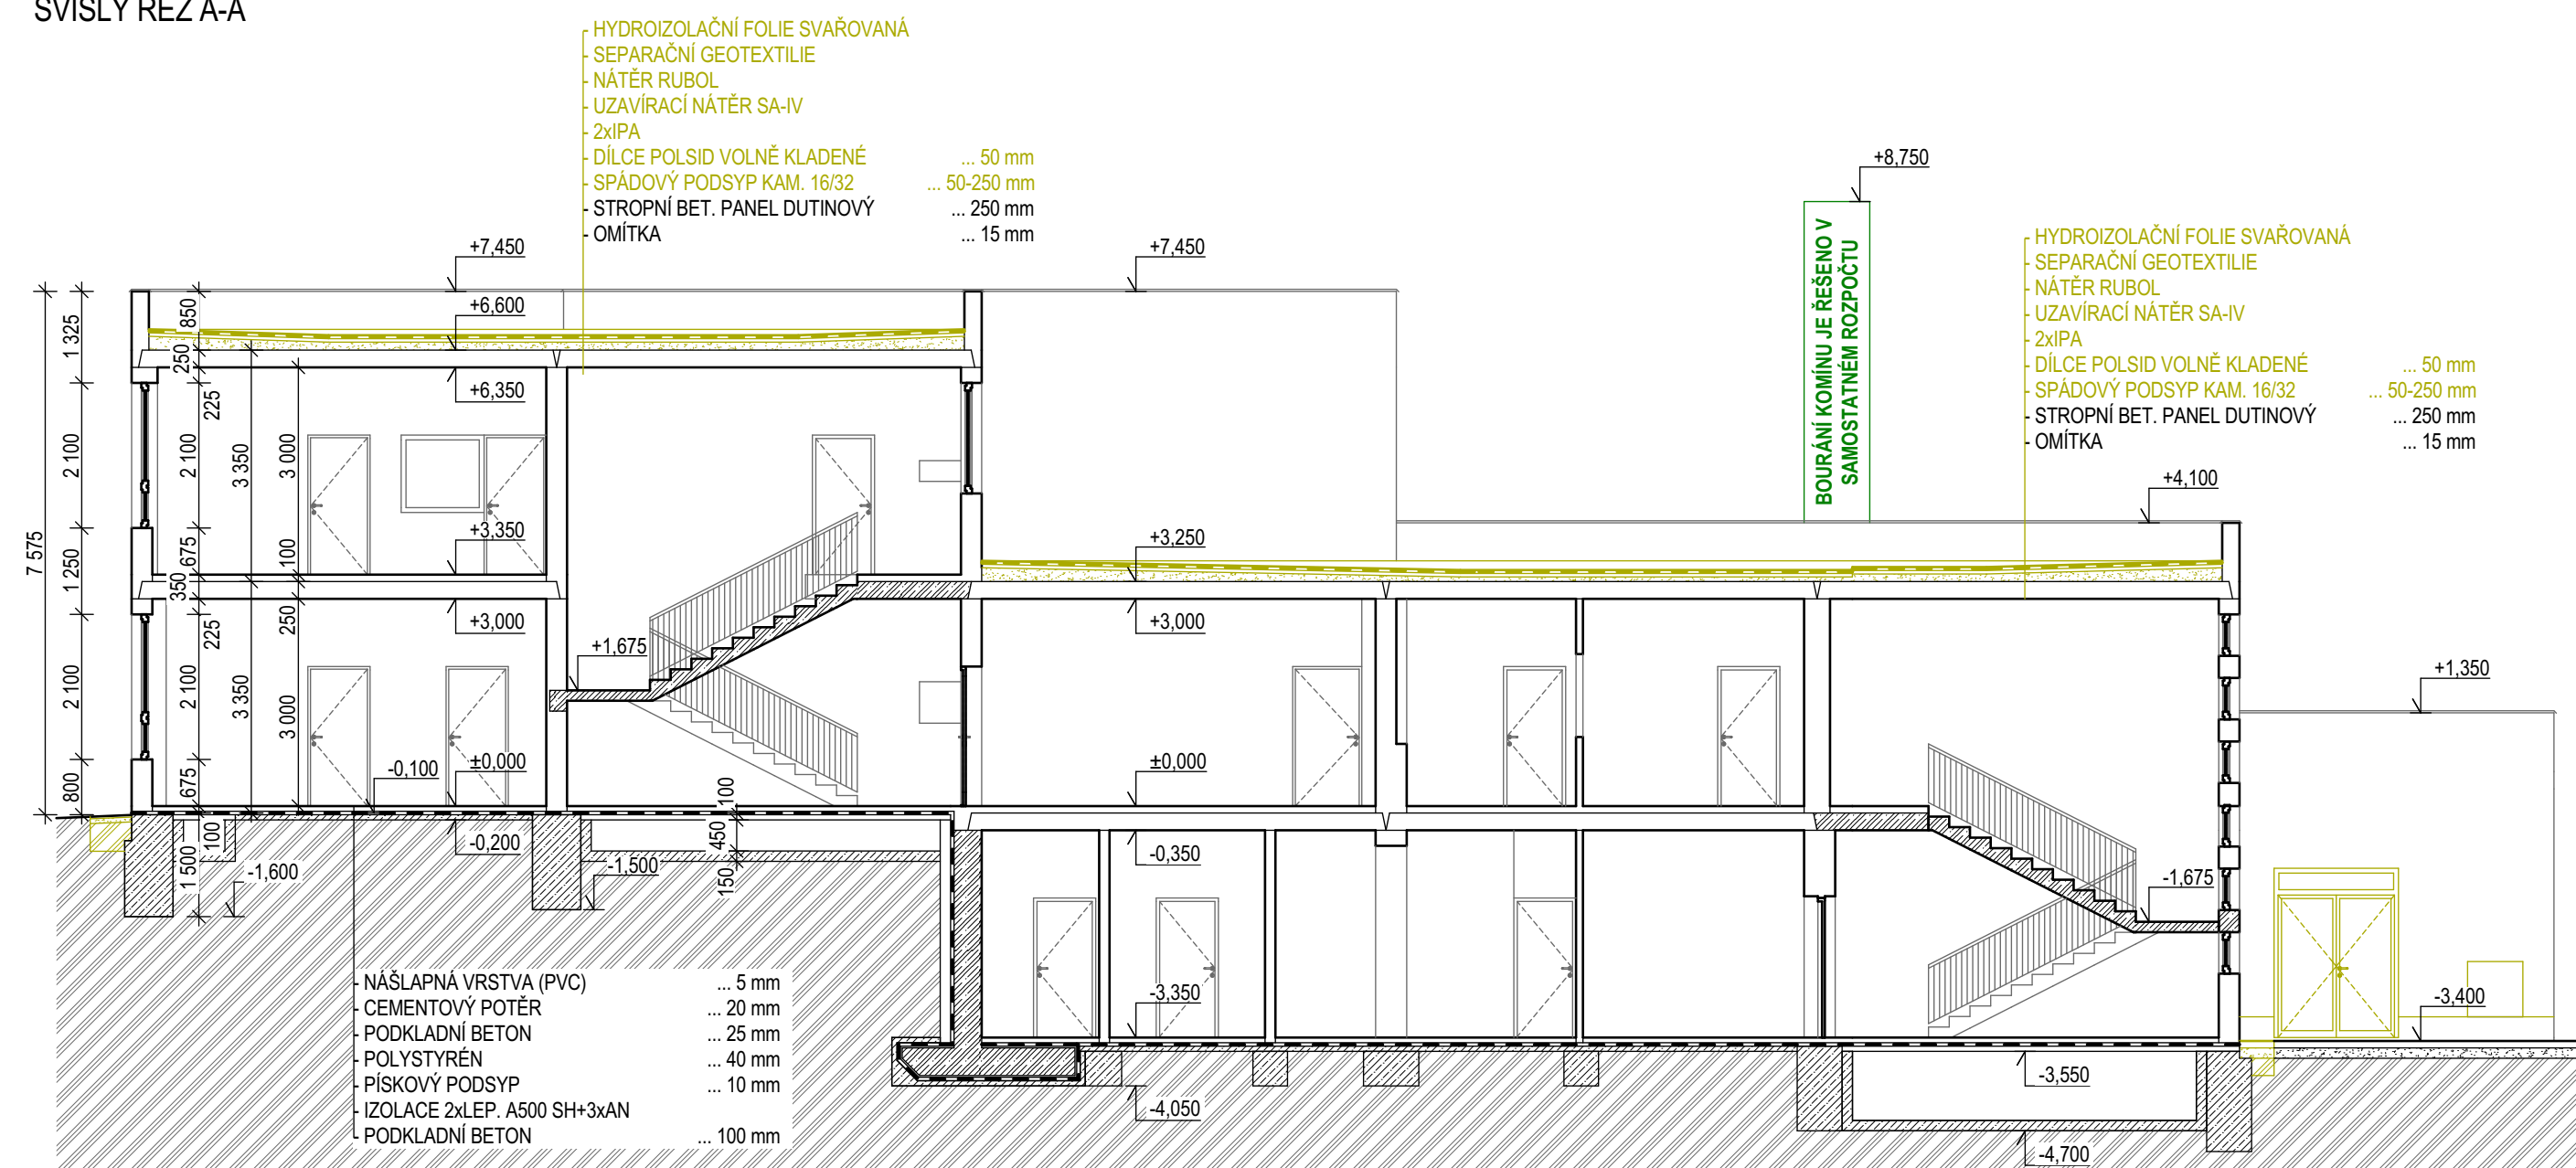 SVISLÝ ŘEZ A-A
HYDROIZOLAČNÍ FOLIE SVAŘOVANÁ
SEPARAČNÍ GEOTEXTILIE
NÁTĚR RUBOL
UZAVÍRACÍ NÁTĚR SA-IV
2xIPA
DÍLCE POLSID VOLNĚ KLADENÉ ... 50 mm
SPÁDOVÝ PODSYP KAM. 16/32 ... 50-250 mm
STROPNÍ BET. PANEL DUTINOVÝ ... 250 mm
OMÍTKA ... 15 mm
+8,750
BOURÁNÍ KOMÍNU JE ŘEŠENO V
SAMOSTATNÉM ROZPOČTU
HYDROIZOLAČNÍ FOLIE SVAŘOVANÁ
SEPARAČNÍ GEOTEXTILIE
NÁTĚR RUBOL
UZAVÍRACÍ NÁTĚR SA-IV
2xIPA
DÍLCE POLSID VOLNĚ KLADENÉ ... 50 mm
SPÁDOVÝ PODSYP KAM. 16/32 ... 50-250 mm
STROPNÍ BET. PANEL DUTINOVÝ ... 250 mm
OMÍTKA ... 15 mm
+7,450
+7,450
+6,600
+6,350
+4,100
+3,350
+3,250
+3,000
+3,000
+1,675
+1,350
-0,100
±0,000
±0,000
-0,200
-0,350
-1,500
-1,600
-1,675
-3,350
-3,400
-3,550
-4,050
-4,700
7 575
1 325
2 100
1 250
2 100
800
850
250
225
2 100
675
350
225
2 100
675
100
1 500
3 350
3 350
3 000
100
250
3 000
100
450
150
NÁŠLAPNÁ VRSTVA (PVC) ... 5 mm
CEMENTOVÝ POTĚR ... 20 mm
PODKLADNÍ BETON ... 25 mm
POLYSTYRÉN ... 40 mm
PÍSKOVÝ PODSYP ... 10 mm
IZOLACE 2xLEP. A500 SH+3xAN
PODKLADNÍ BETON ... 100 mm